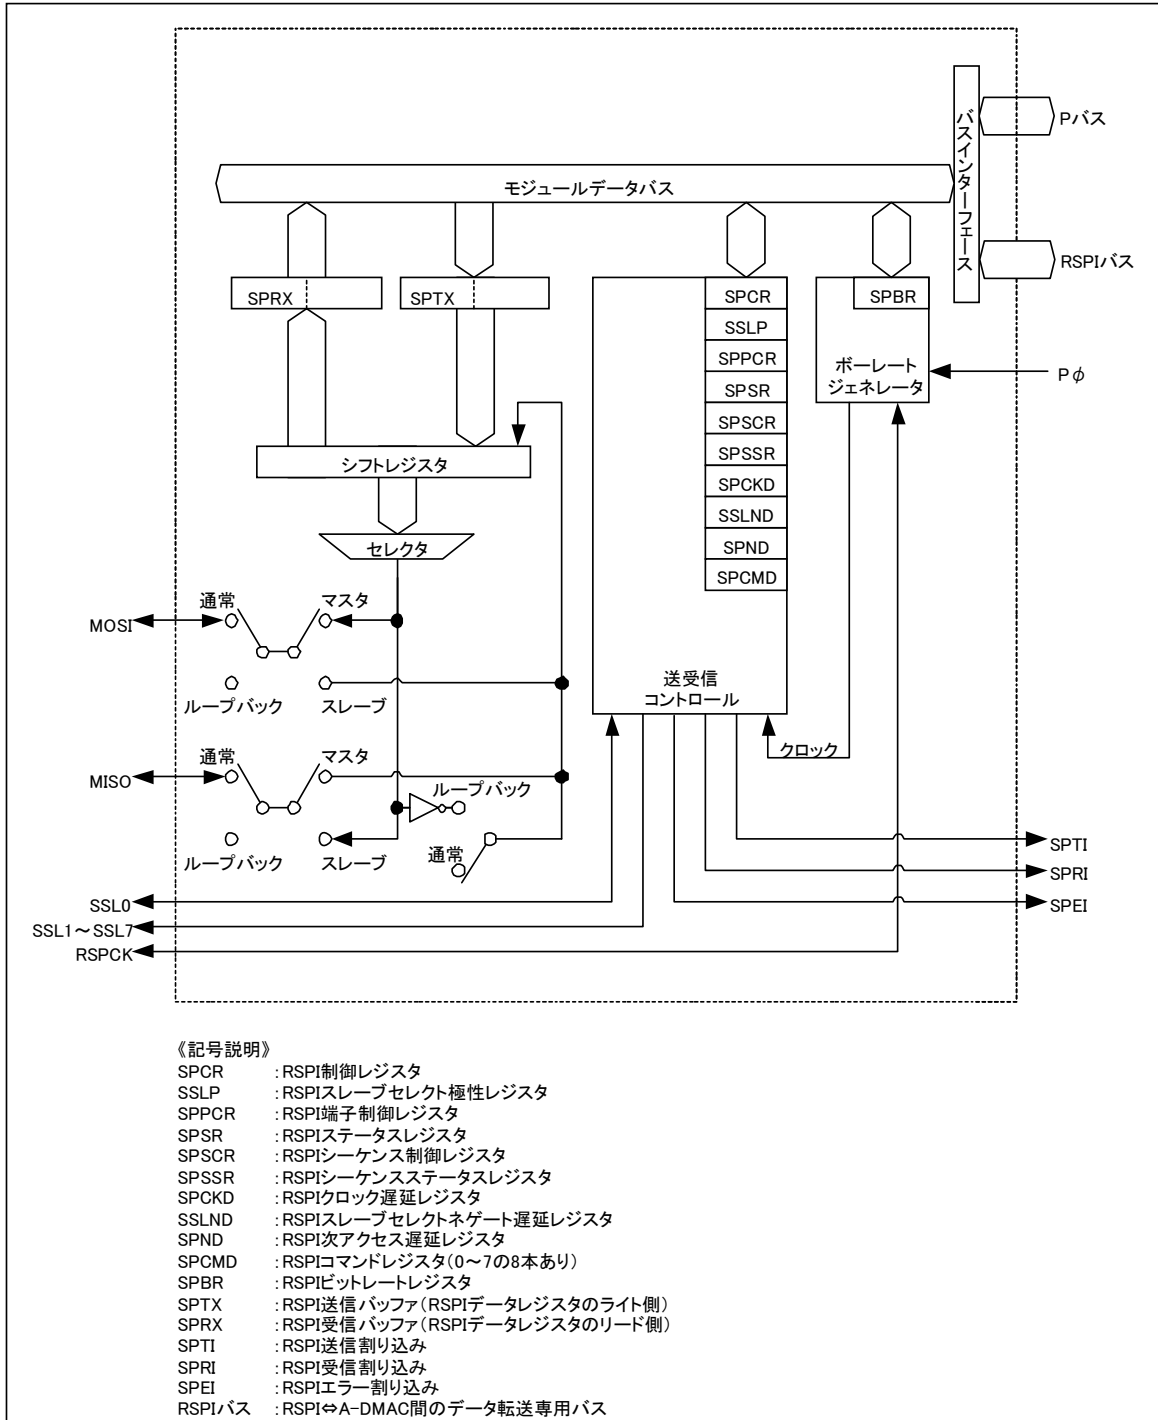 バスインターフェース
Pバス
モジュールデータバス
RSPIバス
SPRX
SPTX
SPCR
SPBR
SSLP
SPPCR
ボーレート
ジェネレータ
Pφ
SPSR
SPSCR
シフトレジスタ
SPSSR
SPCKD
SSLND
セレクタ
SPND
SPCMD
通常
マスタ
MOSI
送受信
コントロール
ループバック
スレーブ
クロック
通常
マスタ
MISO
ループバック
ループバック
スレーブ
通常
SPTI
SPRI
SSL0
SPEI
SSL1～SSL7
RSPCK
《記号説明》
SPCR :RSPI制御レジスタ
SSLP :RSPIスレーブセレクト極性レジスタ
SPPCR :RSPI端子制御レジスタ
SPSR :RSPIステータスレジスタ
SPSCR :RSPIシーケンス制御レジスタ
SPSSR :RSPIシーケンスステータスレジスタ
SPCKD :RSPIクロック遅延レジスタ
SSLND :RSPIスレーブセレクトネゲート遅延レジスタ
SPND :RSPI次アクセス遅延レジスタ
SPCMD :RSPIコマンドレジスタ(0～7の8本あり)
SPBR :RSPIビットレートレジスタ
SPTX :RSPI送信バッファ(RSPIデータレジスタのライト側)
SPRX :RSPI受信バッファ(RSPIデータレジスタのリード側)
SPTI :RSPI送信割り込み
SPRI :RSPI受信割り込み
SPEI :RSPIエラー割り込み
RSPIバス :RSPI⇔A-DMAC間のデータ転送専用バス